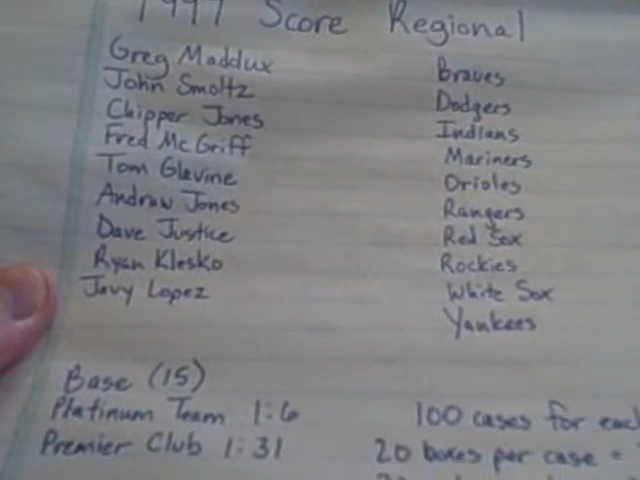 1997 Score Regional
Greg Maddux
John Smoltz
Chipper Jones
Fred McGriff
Tom Glavine
Andruw Jones
Dave Justice
Ryan Klesko
Javy Lopez
Braves
Dodgers
Indians
Mariners
Orioles
Rangers
Red Sox
Rockies
White Sox
Yankees
Base (15)
Platinum Team 1:6
Premier Club 1:31
100 cases for each
20 boxes per case =